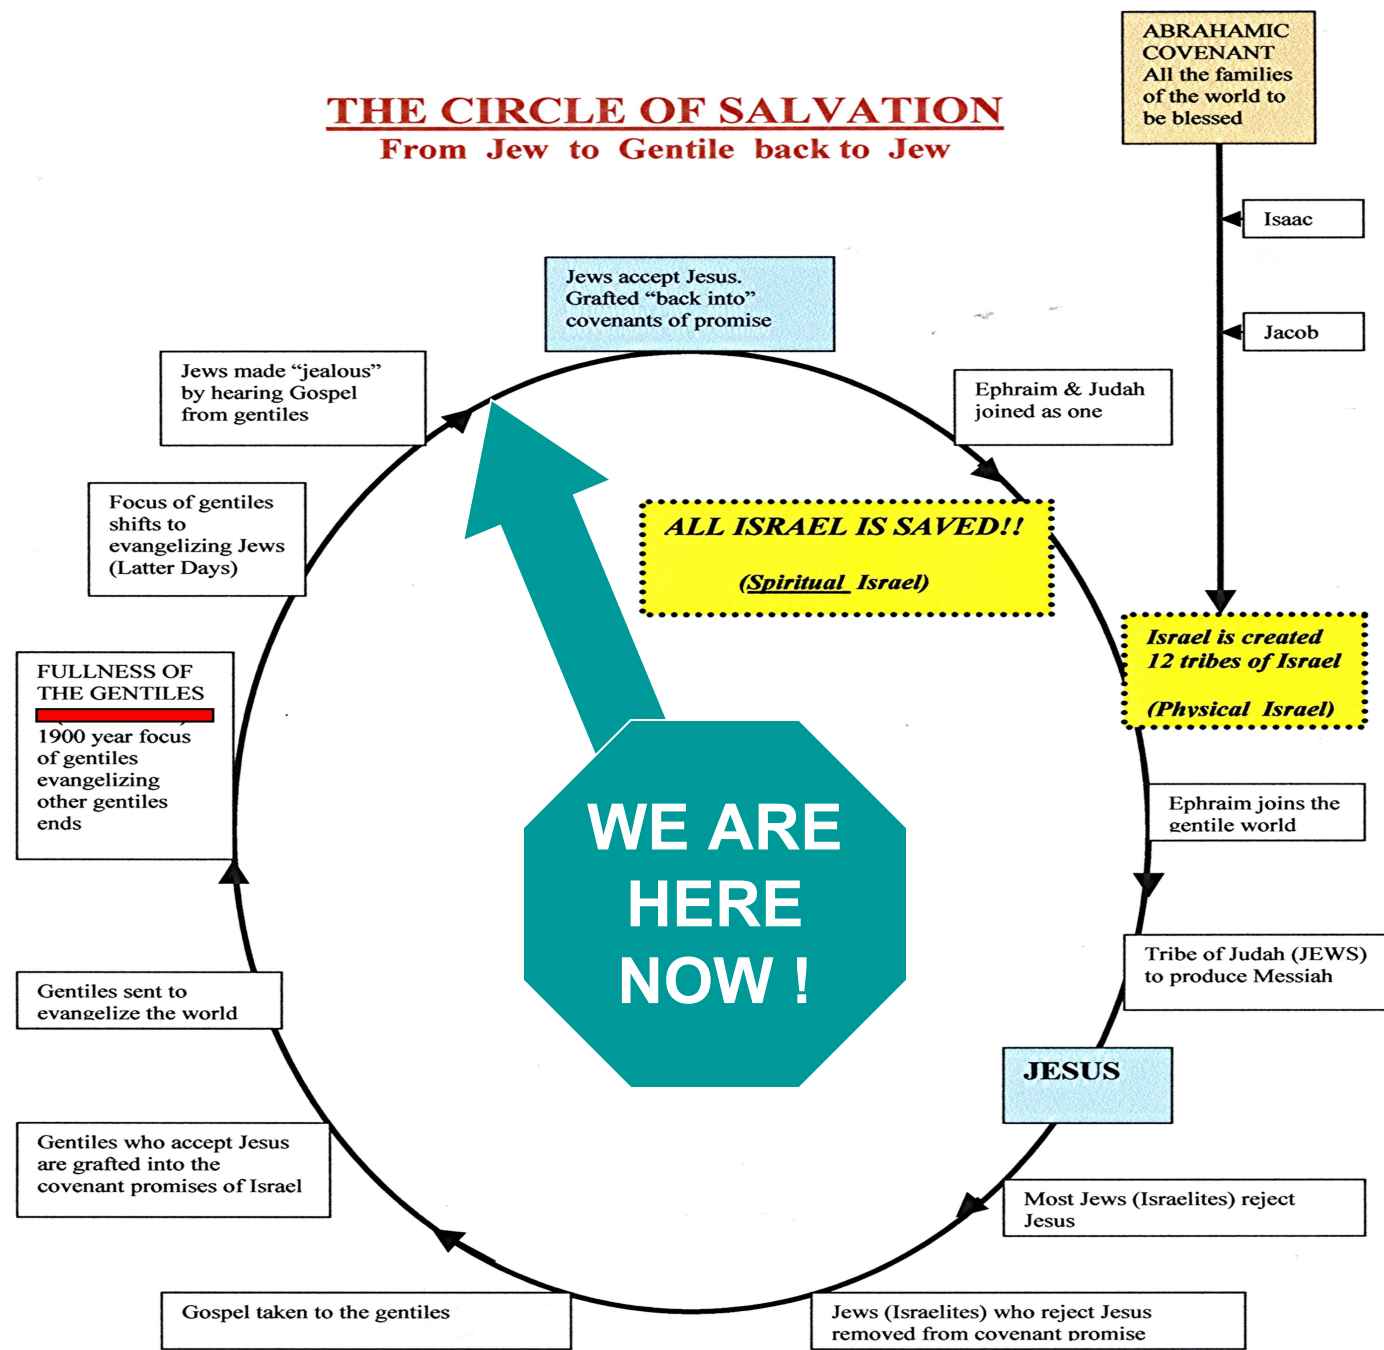 ABRAHAMIC
COVENANT
All the families
of the world to
be blessed
THE CIRCLE OF SALVATION
From Jew to Gentile back to Jew
Isaac
Jacob
Jews accept Jesus.
Grafted “back into”
covenants of promise
Jews made “jealous”
by hearing Gospel
from gentiles
Ephraim & Judah
joined as one
Focus of gentiles
shifts to
evangelizing Jews
(Latter Days)
ALL ISRAEL IS SAVED!!
(Spiritual Israel)
Israel is created
12 tribes of Israel
(Physical Israel)
FULLNESS OF
THE GENTILES
1900 year focus
of gentiles
evangelizing
other gentiles
ends
WE ARE
HERE
NOW !
Ephraim joins the
gentile world
Tribe of Judah (JEWS)
to produce Messiah
Gentiles sent to
evangelize the world
JESUS
Gentiles who accept Jesus
are grafted into the
covenant promises of Israel
Most Jews (Israelites) reject
Jesus
Gospel taken to the gentiles
Jews (Israelites) who reject Jesus
removed from covenant promise